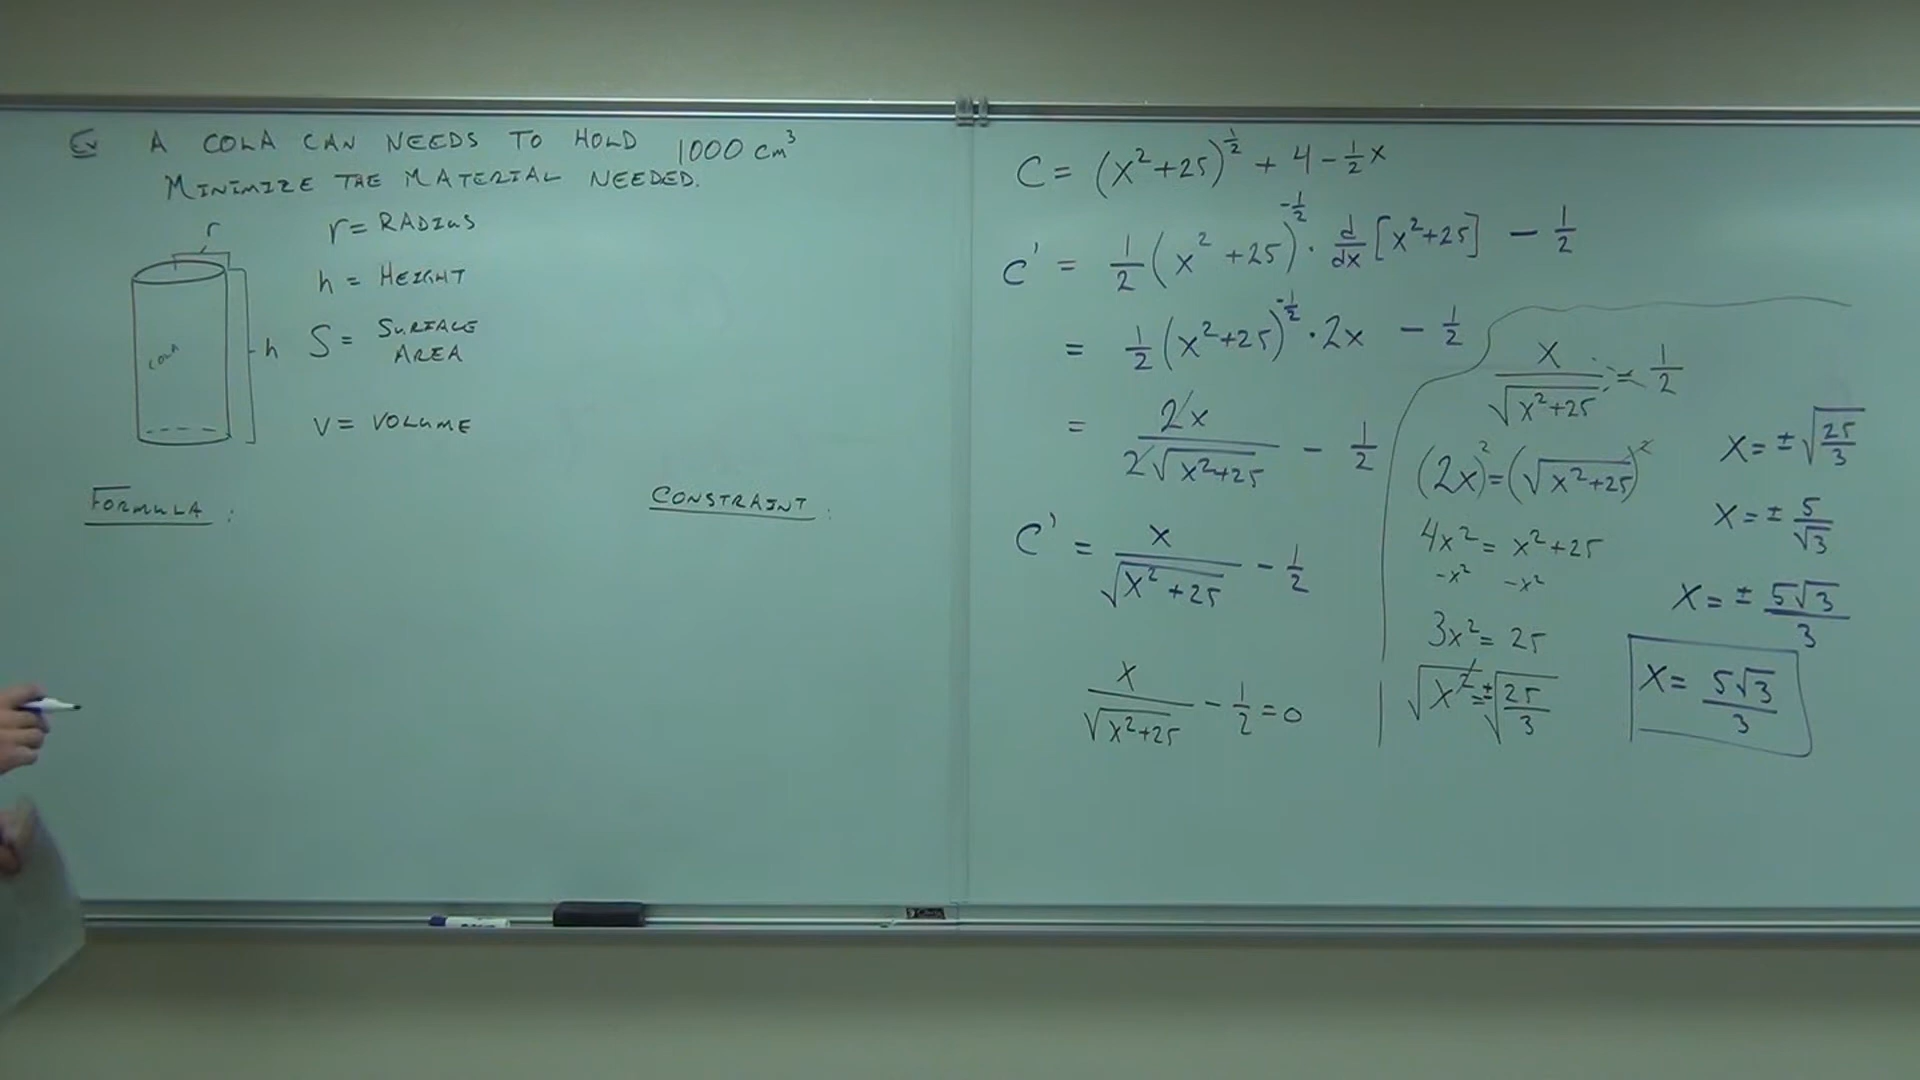 Ex A COLA CAN NEEDS TO HOLD 1000 cm³
MINIMIZE THE MATERIAL NEEDED.
r
r = RADIUS
h = HEIGHT
COLA
h
S = SURFACE
AREA
V = VOLUME
FORMULA :
CONSTRAINT :
C = (x²+25)^½ + 4 - ½x
C' = 1/2 (x² + 25)^-½ · d/dx [x²+25] - 1/2
= 1/2 (x²+25)^-½ · 2x - 1/2
= 2x / 2√(x²+25) - 1/2
C' = x / √(x²+25) - 1/2
x / √(x²+25) - 1/2 = 0
x / √(x²+25) = 1/2
(2x)² = (√(x²+25))²
4x² = x²+25
-x² -x²
3x² = 25
√x² = ±√(25/3)
x = ±√(25/3)
x = ± 5/√3
x = ± 5√3/3
x = 5√3/3